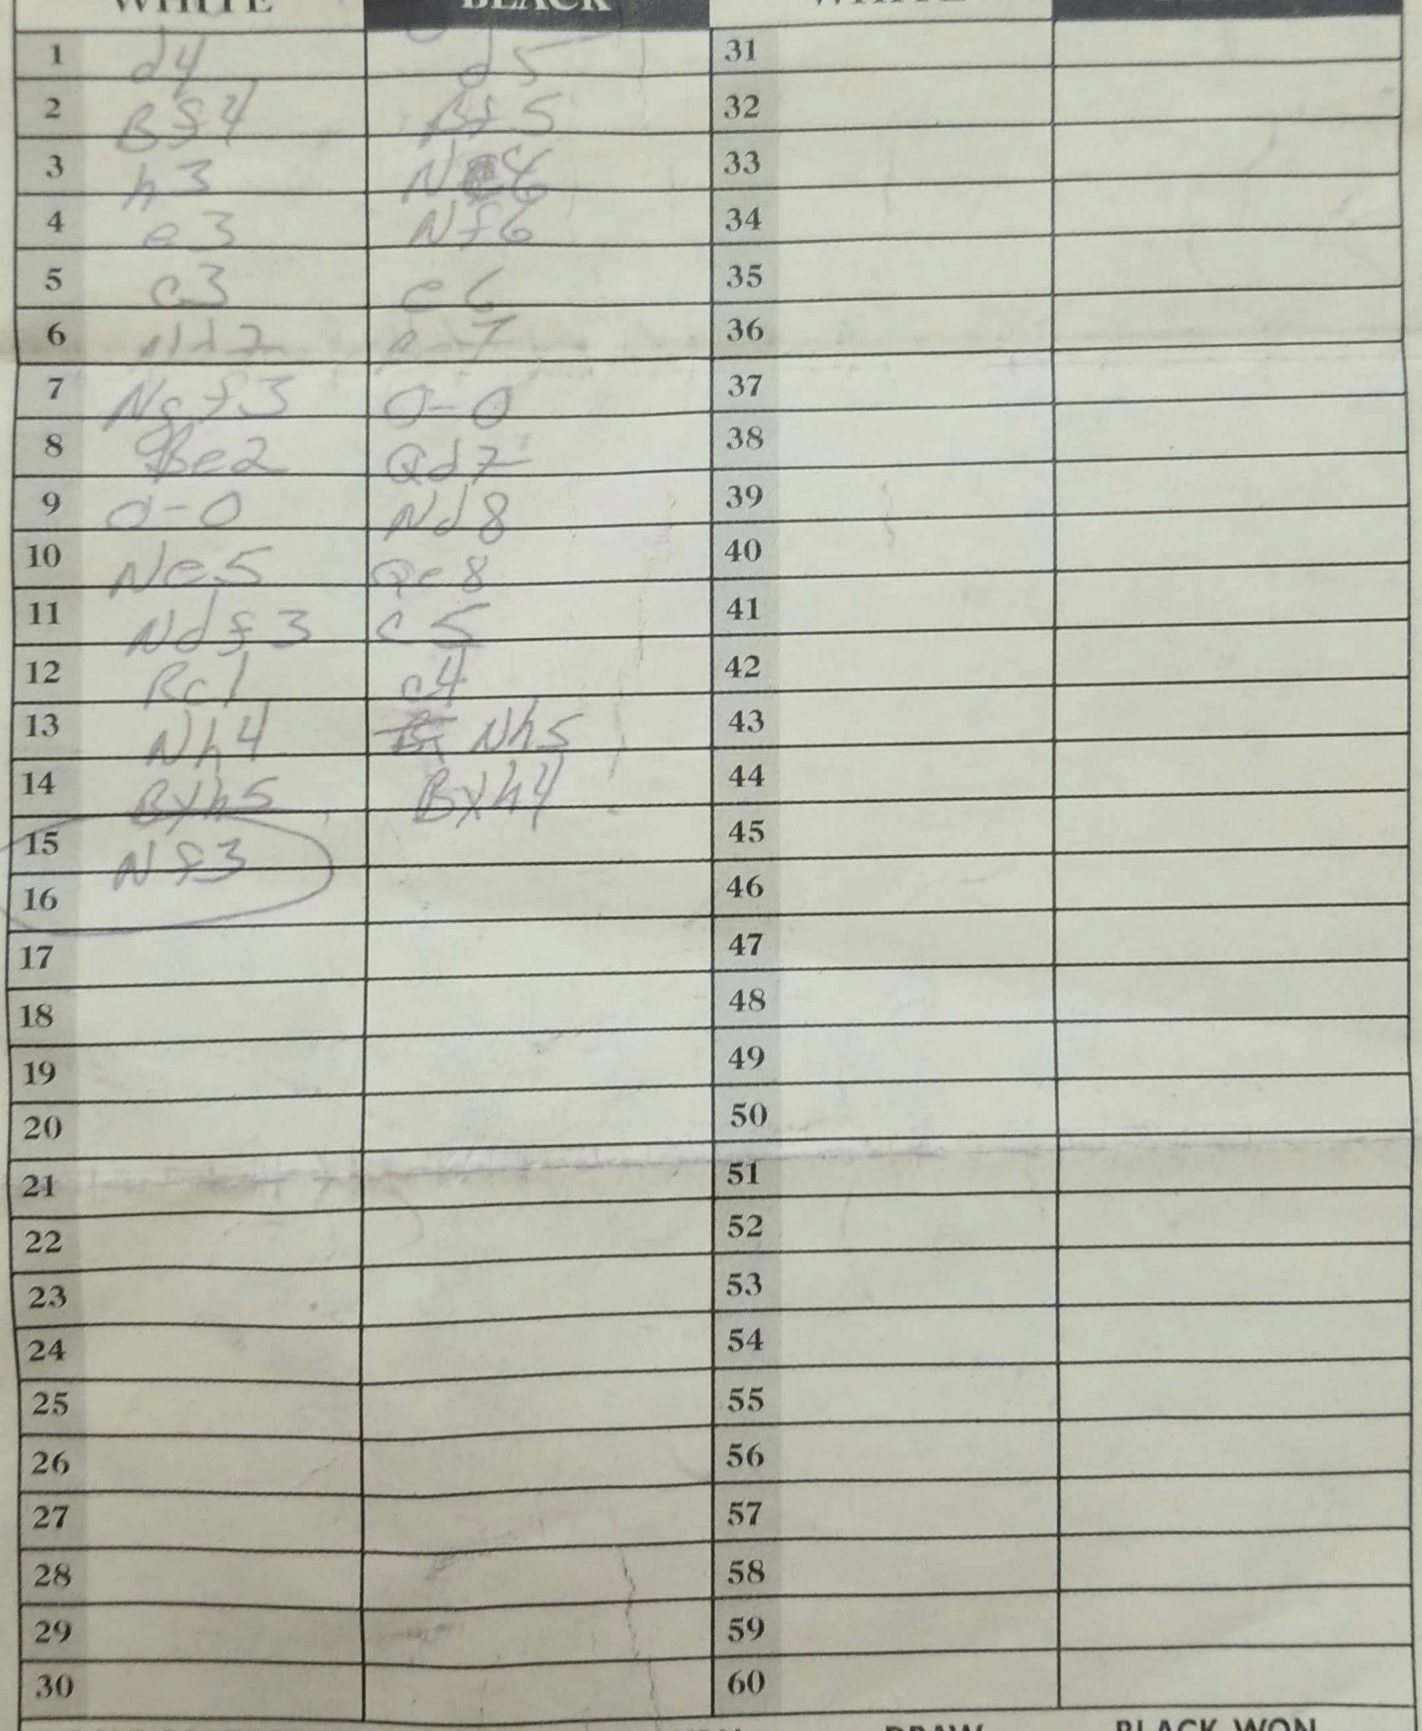 WHITE BLACK WHITE
1 d4 d5 31
2 Bf4 Bf5 32
3 h3 Nc6 33
4 e3 Nf6 34
5 c3 e6 35
6 Nd2 36
7 Ngf3 0-0 37
8 Be2 Qd7 38
9 0-0 Nd8 39
10 Ne5 Qe8 40
11 Ndf3 c5 41
12 Rc1 c4 42
13 Nh4 Nh5 43
14 Bxh5 Bxh4 44
15 Nf3 45
16 46
17 47
18 48
19 49
20 50
21 51
22 52
23 53
24 54
25 55
26 56
27 57
28 58
29 59
30 60
DRAW BLACK WON